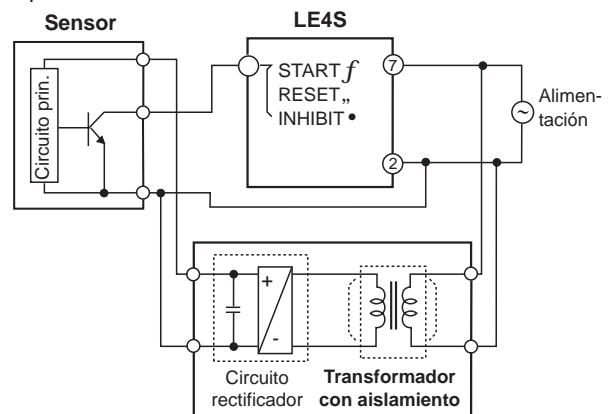 Sensor
LE4S
Circuito prin.
START ƒ
RESET „
INHIBIT •
7
2
~
Alimen-
tación
+
-
Circuito
rectificador
Transformador
con aislamiento